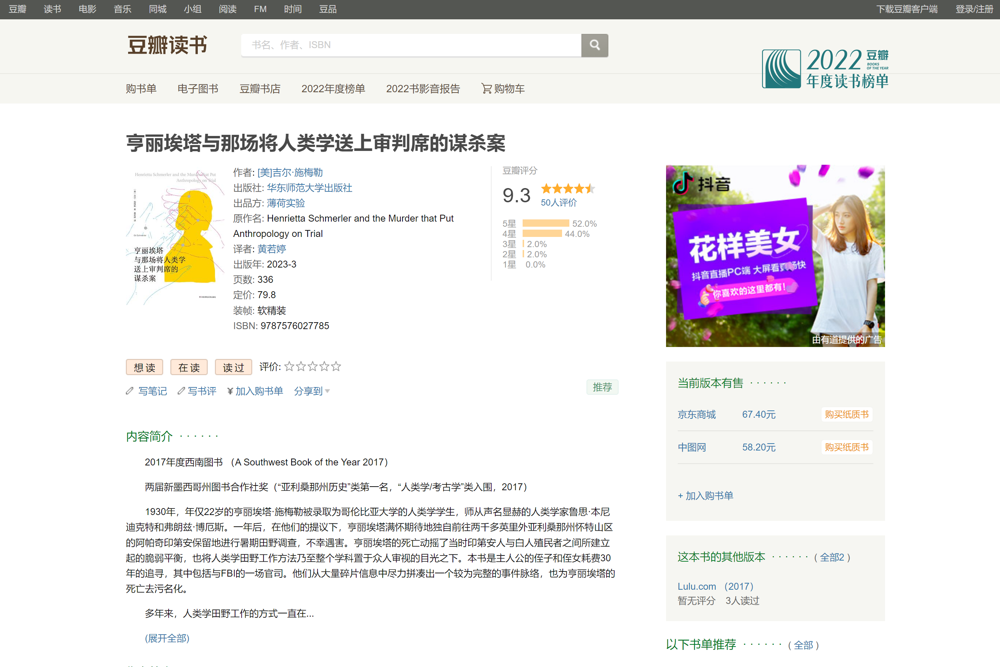 豆瓣 读书 电影 音乐 同城 小组 阅读 FM 时间 豆品 下载豆瓣客户端 登录/注册
豆瓣读书
书名、作者、ISBN
2022 豆瓣
BOOKS
OF THE YEAR
年度读书榜单
购书单 电子图书 豆瓣书店 2022年度榜单 2022书影音报告 购物车
亨丽埃塔与那场将人类学送上审判席的谋杀案
Henrietta Schmerler and the Murder that Put
Anthropology on Trial
Gil Schmerler
亨丽埃塔
与那场将人类学
送上审判席的
谋杀案
华东师范大学出版社
作者: [美]吉尔·施梅勒
出版社: 华东师范大学出版社
出品方: 薄荷实验
原作名: Henrietta Schmerler and the Murder that Put
Anthropology on Trial
译者: 黄若婷
出版年: 2023-3
页数: 336
定价: 79.8
装帧: 软精装
ISBN: 9787576027785
豆瓣评分
9.3
50人评价
5星 52.0%
4星 44.0%
3星 2.0%
2星 2.0%
1星 0.0%
抖音
花样美女
抖音直播PC端 大屏看更畅快
你喜欢的这里都有!
由有道提供的广告
想读 在读 读过 评价:
写笔记 写书评 ¥加入购书单 分享到
推荐
内容简介 · · · · · ·
2017年度西南图书 （A Southwest Book of the Year 2017）
两届新墨西哥州图书合作社奖（“亚利桑那州历史”类第一名，“人类学/考古学”类入围，2017）
1930年，年仅22岁的亨丽埃塔·施梅勒被录取为哥伦比亚大学的人类学学生，师从声名显赫的人类学家鲁思·本尼
迪克特和弗朗兹·博厄斯。一年后，在他们的提议下，亨丽埃塔满怀期待地独自前往两千多英里外亚利桑那州怀特山区
的阿帕奇印第安保留地进行暑期田野调查，不幸遇害。亨丽埃塔的死亡动摇了当时印第安人与白人殖民者之间所建立
起的脆弱平衡，也将人类学田野工作方法乃至整个学科置于众人审视的目光之下。本书是主人公的侄子和侄女耗费30
年的追寻，其中包括与FBI的一场官司。他们从大量碎片信息中尽力拼凑出一个较为完整的事件脉络，也为亨丽埃塔的
死亡去污名化。
多年来，人类学田野工作的方式一直在...
(展开全部)
当前版本有售 · · · · · ·
京东商城 67.40元 购买纸质书
中图网 58.20元 购买纸质书
+ 加入购书单
这本书的其他版本 · · · · · · ( 全部2 )
Lulu.com （2017）
暂无评分 3人读过
以下书单推荐 · · · · · · ( 全部 )